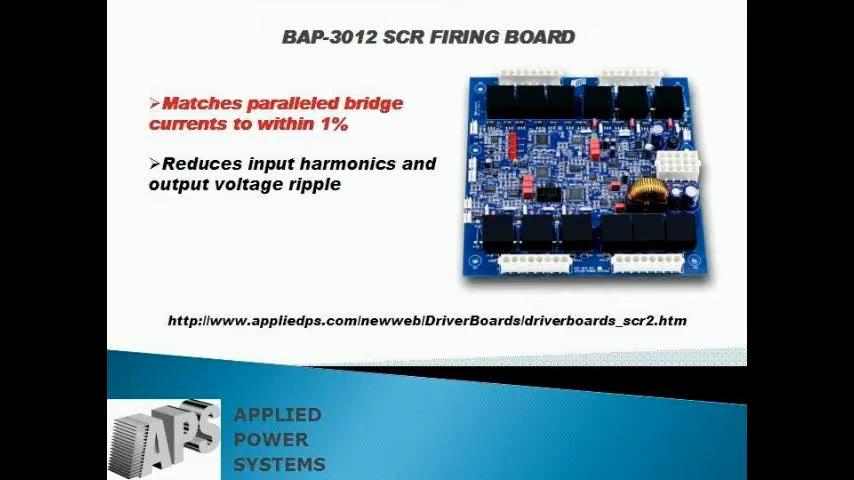 BAP-3012 SCR FIRING BOARD
➢Matches paralleled bridge
currents to within 1%
➢Reduces input harmonics and
output voltage ripple
http://www.appliedps.com/newweb/DriverBoards/driverboards_scr2.htm
APS
APPLIED
POWER
SYSTEMS